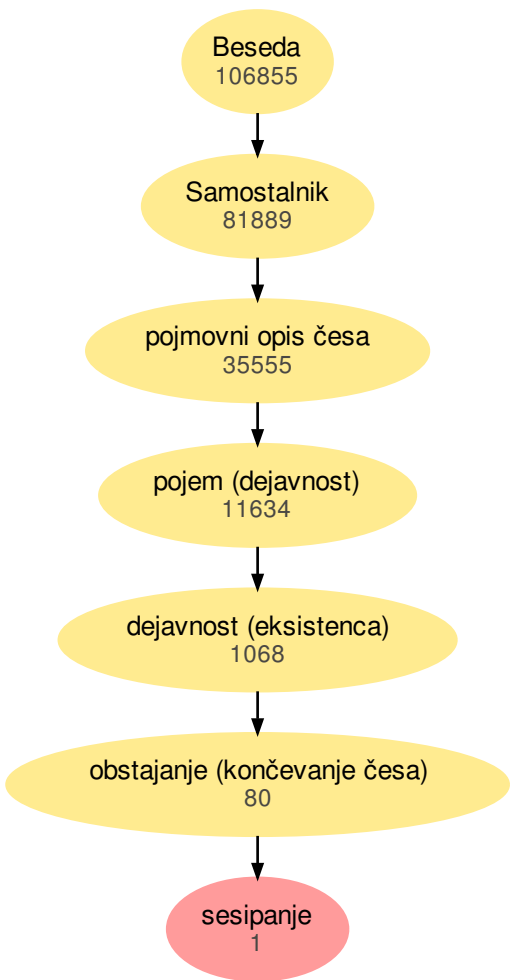 Beseda
106855
Samostalnik
81889
pojmovni opis česa
35555
pojem (dejavnost)
11634
dejavnost (eksistenca)
1068
obstajanje (končevanje česa)
80
sesipanje
1